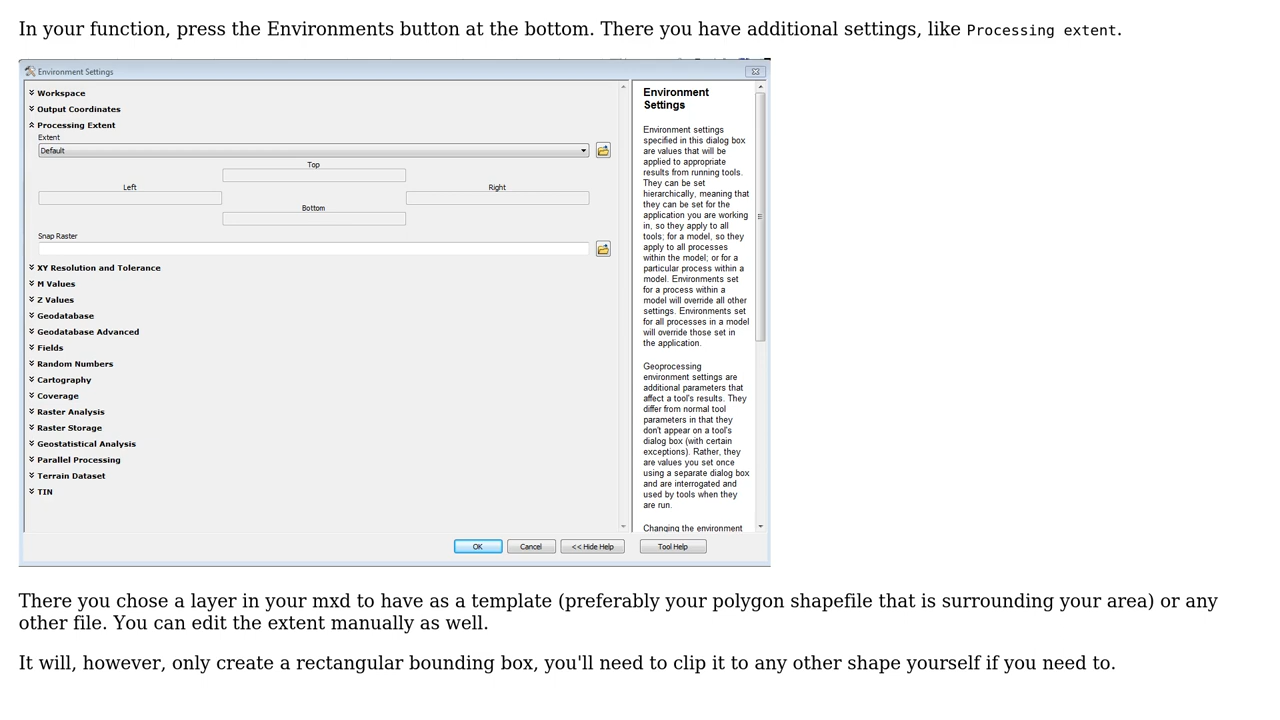 In your function, press the Environments button at the bottom. There you have additional settings, like Processing extent.
Environment Settings
Workspace
Output Coordinates
Processing Extent
Extent
Default
Top
Left
Right
Bottom
Snap Raster
XY Resolution and Tolerance
M Values
Z Values
Geodatabase
Geodatabase Advanced
Fields
Random Numbers
Cartography
Coverage
Raster Analysis
Raster Storage
Geostatistical Analysis
Parallel Processing
Terrain Dataset
TIN
Environment
Settings
Environment settings
specified in this dialog box
are values that will be
applied to appropriate
results from running tools.
They can be set
hierarchically, meaning that
they can be set for the
application you are working
in, so they apply to all
tools; for a model, so they
apply to all processes
within the model; or for a
particular process within a
model. Environments set
for a process within a
model will override all other
settings. Environments set
for all processes in a model
will override those set in
the application.
Geoprocessing
environment settings are
additional parameters that
affect a tool's results. They
differ from normal tool
parameters in that they
don't appear on a tool's
dialog box (with certain
exceptions). Rather, they
are values you set once
using a separate dialog box
and are interrogated and
used by tools when they
are run.
Changing the environment
OK
Cancel
<< Hide Help
Tool Help
There you chose a layer in your mxd to have as a template (preferably your polygon shapefile that is surrounding your area) or any
other file. You can edit the extent manually as well.
It will, however, only create a rectangular bounding box, you'll need to clip it to any other shape yourself if you need to.